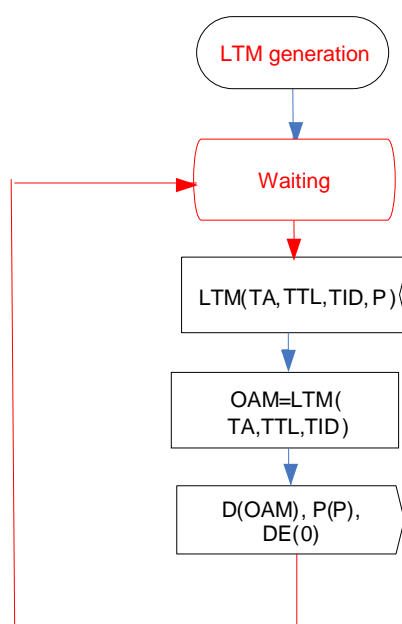 LTM generation
Waiting
LTM(TA,TTL,TID,P)
OAM=LTM(
TA,TTL,TID)
D(OAM), P(P),
DE(0)